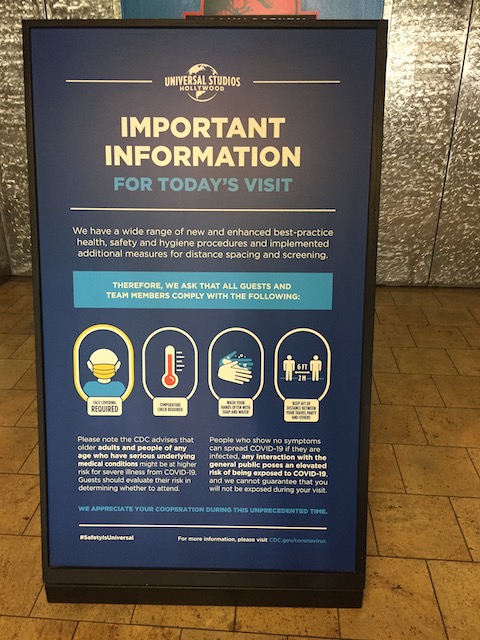 UNIVERSAL STUDIOS
HOLLYWOOD
IMPORTANT
INFORMATION
FOR TODAY'S VISIT
We have a wide range of new and enhanced best-practice
health, safety and hygiene procedures and implemented
additional measures for distance spacing and screening.
THEREFORE, WE ASK THAT ALL GUESTS AND
TEAM MEMBERS COMPLY WITH THE FOLLOWING:
FACE COVERING
REQUIRED
TEMPERATURE
CHECK REQUIRED
WASH YOUR
HANDS OFTEN WITH
SOAP AND WATER
6 FT
2 M
KEEP 6FT OF
DISTANCE BETWEEN
YOUR PARTY
AND OTHERS
Please note the CDC advises that
older adults and people of any
age who have serious underlying
medical conditions might be at higher
risk for severe illness from COVID-19.
Guests should evaluate their risk in
determining whether to attend.
People who show no symptoms
can spread COVID-19 if they are
infected, any interaction with the
general public poses an elevated
risk of being exposed to COVID-19,
and we cannot guarantee that you
will not be exposed during your visit.
WE APPRECIATE YOUR COOPERATION DURING THIS UNPRECEDENTED TIME.
#SafetyIsUniversal
For more information, please visit CDC.gov/coronavirus.